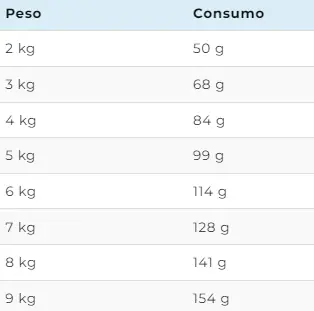 Peso Consumo
2 kg 50 g
3 kg 68 g
4 kg 84 g
5 kg 99 g
6 kg 114 g
7 kg 128 g
8 kg 141 g
9 kg 154 g